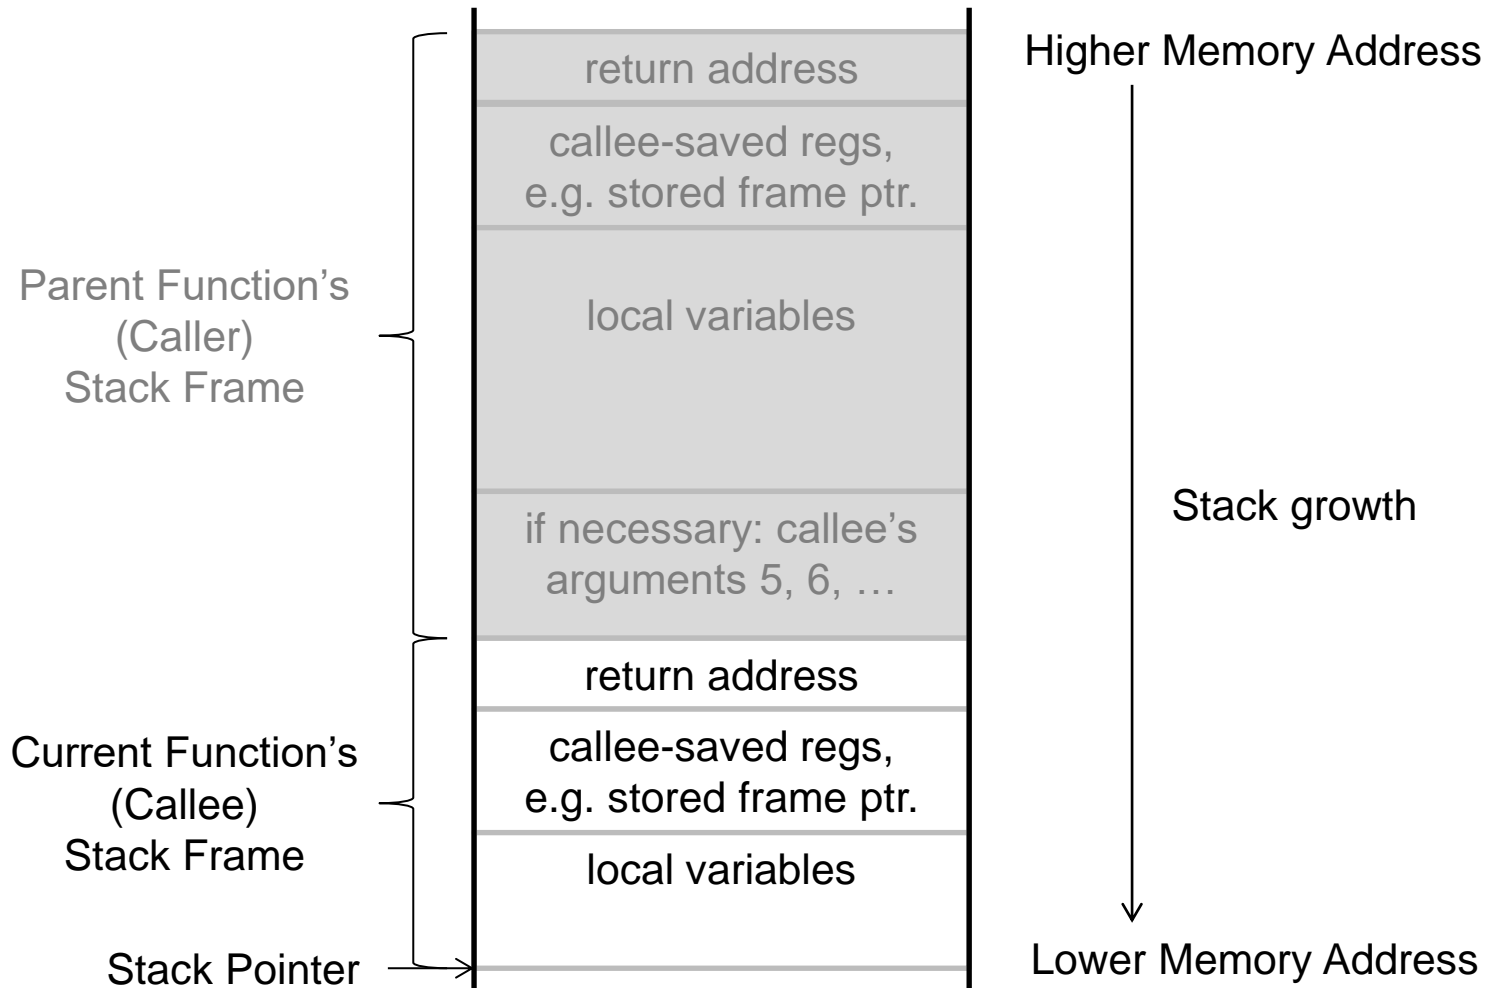 Higher Memory Address
return address
callee-saved regs,
e.g. stored frame ptr.
Parent Function’s
(Caller)
Stack Frame
local variables
Stack growth
if necessary: callee’s
arguments 5, 6, …
return address
Current Function’s
(Callee)
Stack Frame
callee-saved regs,
e.g. stored frame ptr.
local variables
Stack Pointer
Lower Memory Address